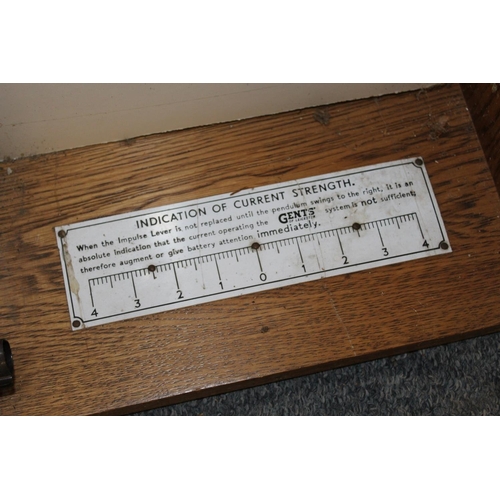 INDICATION OF CURRENT STRENGTH.
When the Impulse Lever is not replaced until the pendulum swings to the right, it is an
absolute indication that the current operating the GENTS' system is not sufficient;
therefore augment or give battery attention immediately.
4 3 2 1 0 1 2 3 4